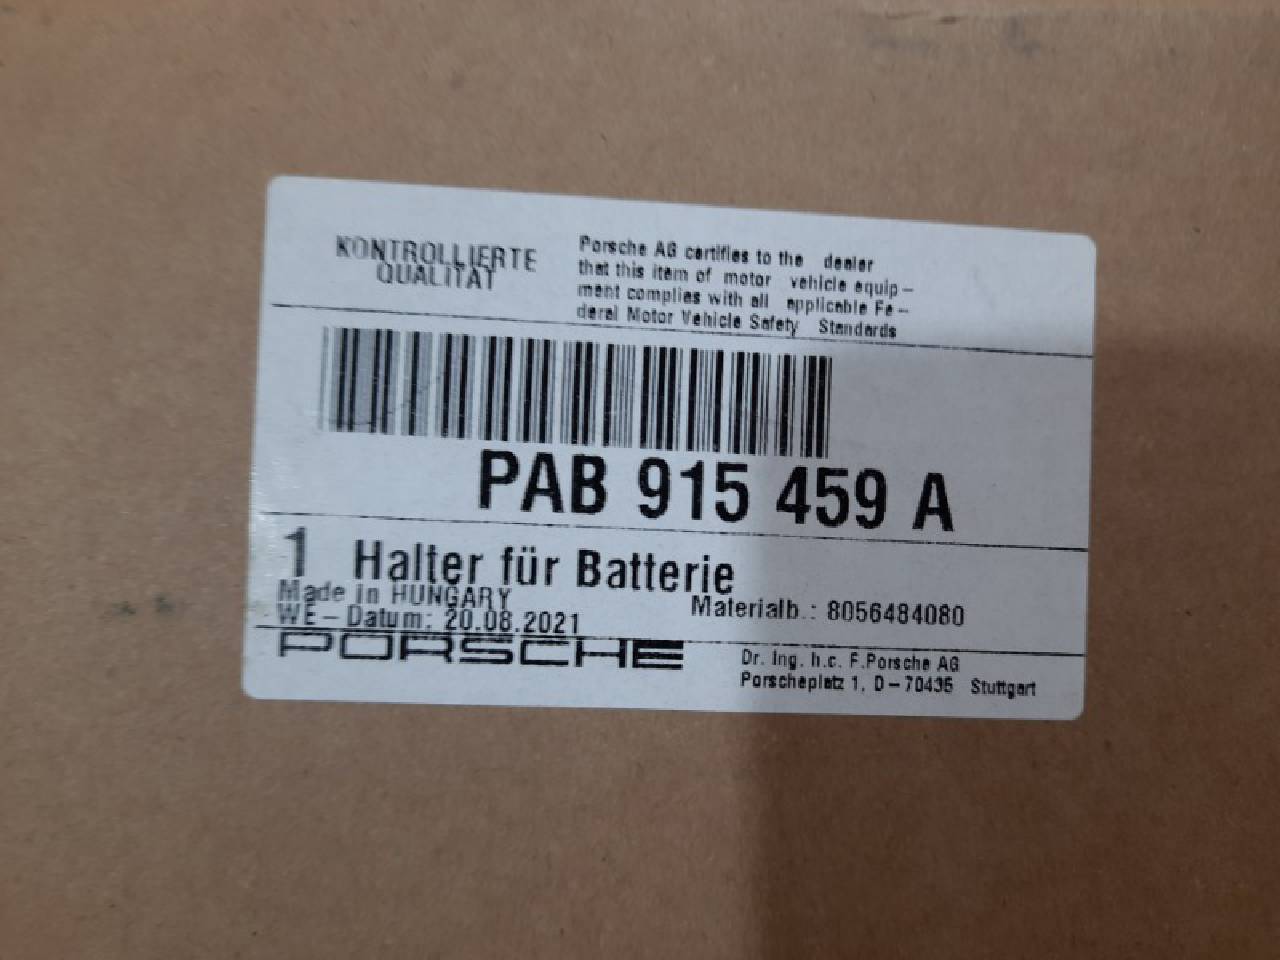 KONTROLLIERTE
QUALITÄT
Porsche AG certifies to the dealer
that this item of motor vehicle equip-
ment complies with all applicable Fe-
deral Motor Vehicle Safety Standards
PAB 915 459 A
1 Halter für Batterie
Made in HUNGARY
WE-Datum: 20.08.2021
Materialb.: 8056484080
PORSCHE
Dr. Ing. h.c. F.Porsche AG
Porscheplatz 1, D-70435 Stuttgart